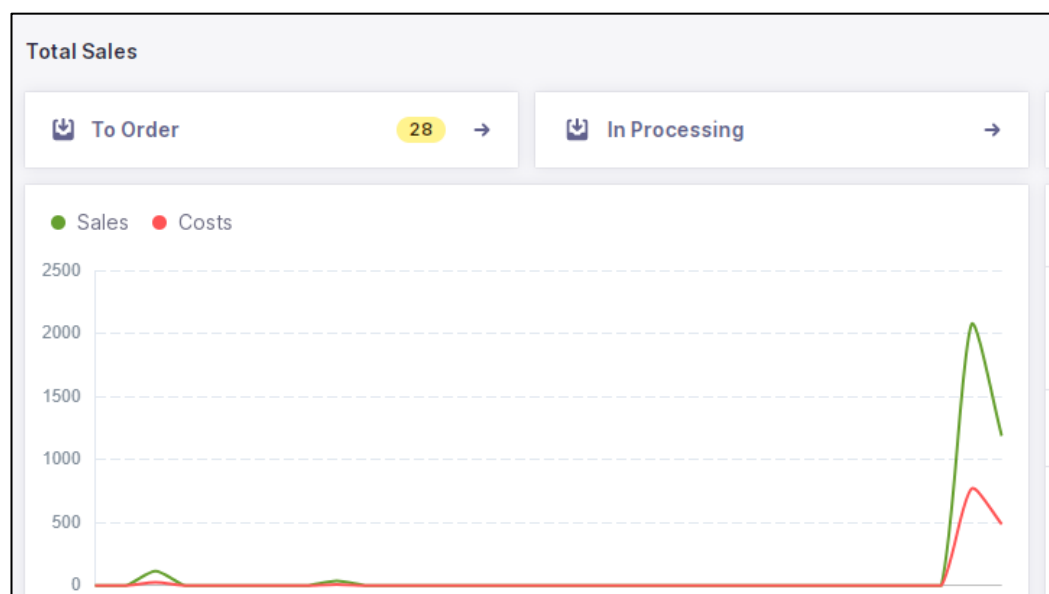 Total Sales
To Order 28
In Processing
Sales Costs
2500
2000
1500
1000
500
0